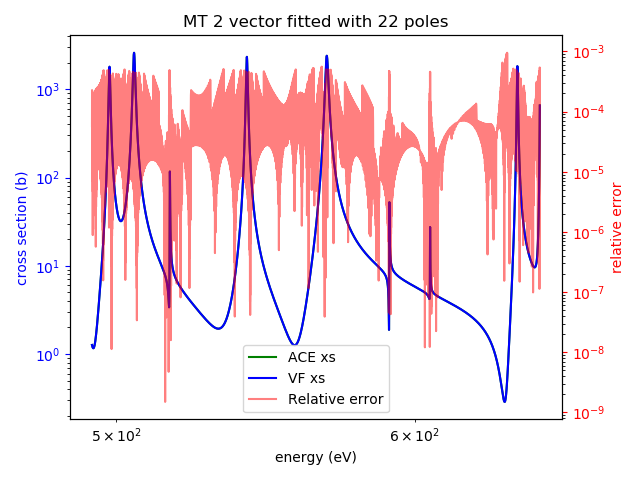 MT 2 vector fitted with 22 poles
cross section (b)
10³
10²
10¹
10⁰
10⁻³
10⁻⁴
10⁻⁵
10⁻⁶
10⁻⁷
10⁻⁸
10⁻⁹
relative error
ACE xs
VF xs
Relative error
5 × 10² 6 × 10²
energy (eV)